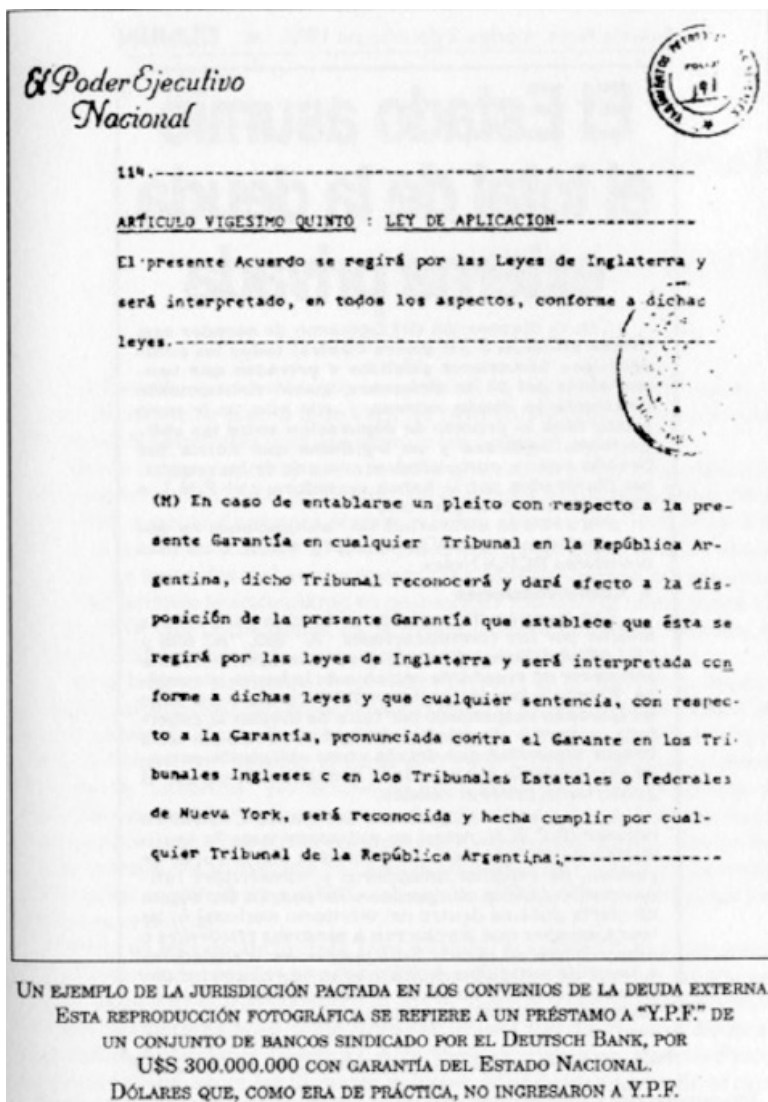 El Poder Ejecutivo
Nacional
114.
ARTICULO VIGESIMO QUINTO : LEY DE APLICACION
El presente Acuerdo se regirá por las Leyes de Inglaterra y
será interpretado, en todos los aspectos, conforme a dichas
leyes.
(M) En caso de entablarse un pleito con respecto a la pre-
sente Garantía en cualquier Tribunal en la República Ar-
gentina, dicho Tribunal reconocerá y dará efecto a la dis-
posición de la presente Garantía que establece que ésta se
regirá por las leyes de Inglaterra y será interpretada con
forme a dichas leyes y que cualquier sentencia, con respec-
to a la Garantía, pronunciada contra el Garante en los Tri-
bunales Ingleses o en los Tribunales Estatales o Federales
de Nueva York, será reconocida y hecha cumplir por cual-
quier Tribunal de la República Argentina;
UN EJEMPLO DE LA JURISDICCIÓN PACTADA EN LOS CONVENIOS DE LA DEUDA EXTERNA
ESTA REPRODUCCIÓN FOTOGRÁFICA SE REFIERE A UN PRÉSTAMO A "Y.P.F." DE
UN CONJUNTO DE BANCOS SINDICADO POR EL DEUTSCH BANK, POR
U$S 300.000.000 CON GARANTÍA DEL ESTADO NACIONAL.
DÓLARES QUE, COMO ERA DE PRÁCTICA, NO INGRESARON A Y.P.F.